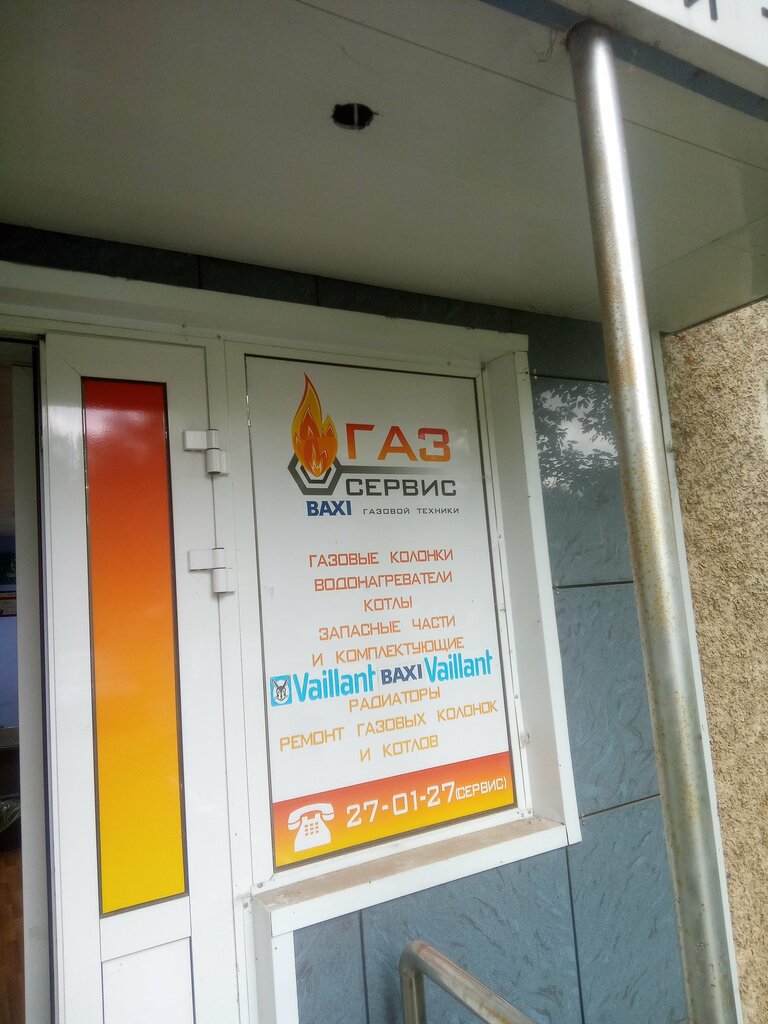 ГАЗ
СЕРВИС
BAXI ГАЗОВОЙ ТЕХНИКИ
ГАЗОВЫЕ КОЛОНКИ
ВОДОНАГРЕВАТЕЛИ
КОТЛЫ
ЗАПАСНЫЕ ЧАСТИ
И КОМПЛЕКТУЮЩИЕ
Vaillant BAXI Vaillant
РАДИАТОРЫ
РЕМОНТ ГАЗОВЫХ КОЛОНОК
И КОТЛОВ
27-01-27(СЕРВИС)